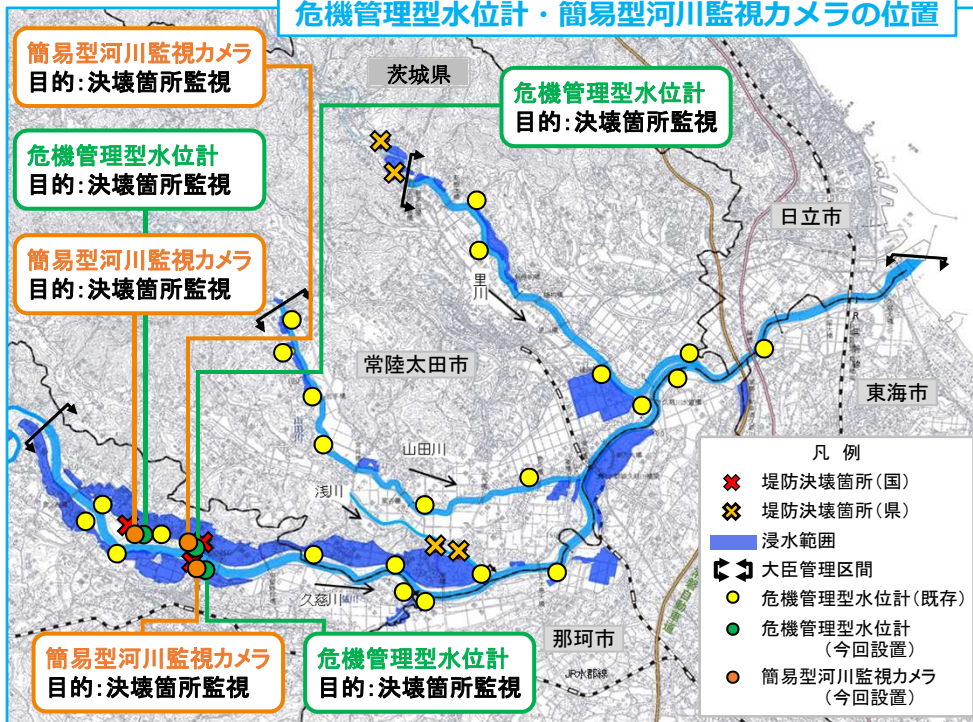 危機管理型水位計・簡易型河川監視カメラの位置
簡易型河川監視カメラ
目的:決壊箇所監視
茨城県
危機管理型水位計
目的:決壊箇所監視
危機管理型水位計
目的:決壊箇所監視
日立市
簡易型河川監視カメラ
目的:決壊箇所監視
里川
常陸太田市
東海市
山田川
山田川
浅川
久慈川
那珂市
JR水郡線
簡易型河川監視カメラ
目的:決壊箇所監視
危機管理型水位計
目的:決壊箇所監視
凡 例
堤防決壊箇所(国)
堤防決壊箇所(県)
浸水範囲
大臣管理区間
危機管理型水位計(既存)
危機管理型水位計
(今回設置)
簡易型河川監視カメラ
(今回設置)